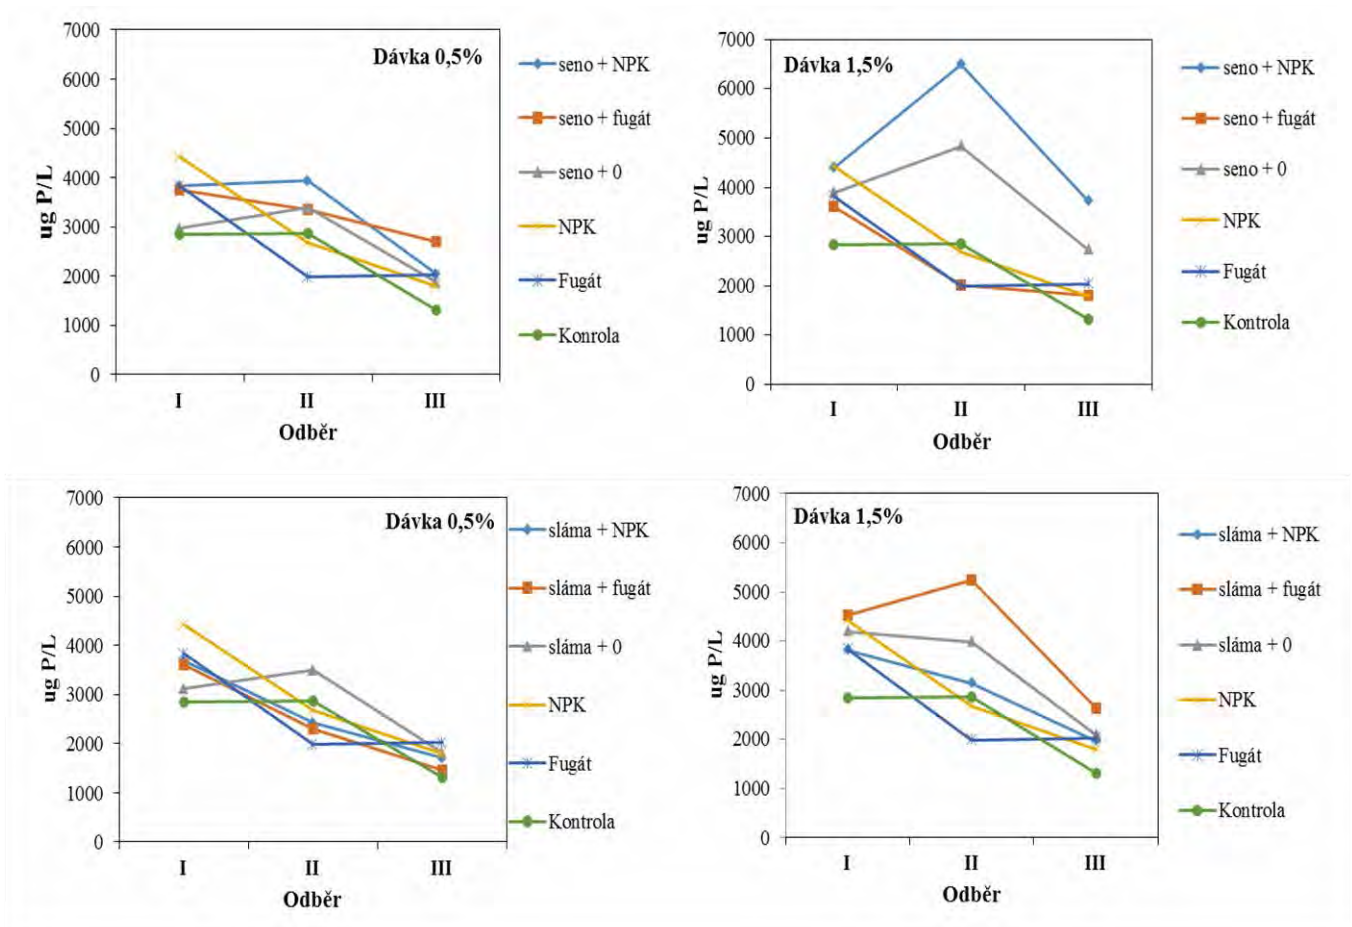 7000
6000
5000
4000
3000
2000
1000
0
ug P/L
Dávka 0,5%
I II III
Odběr
seno + NPK
seno + fugát
seno + 0
NPK
Fugát
Konrola
7000
6000
5000
4000
3000
2000
1000
0
ug P/L
Dávka 1,5%
I II III
Odběr
seno + NPK
seno + fugát
seno + 0
NPK
Fugát
Kontrola
7000
6000
5000
4000
3000
2000
1000
0
ug P/L
Dávka 0,5%
I II III
Odběr
sláma + NPK
sláma + fugát
sláma + 0
NPK
Fugát
Kontrola
7000
6000
5000
4000
3000
2000
1000
0
ug P/L
Dávka 1,5%
I II III
Odběr
sláma + NPK
sláma + fugát
sláma + 0
NPK
Fugát
Kontrola